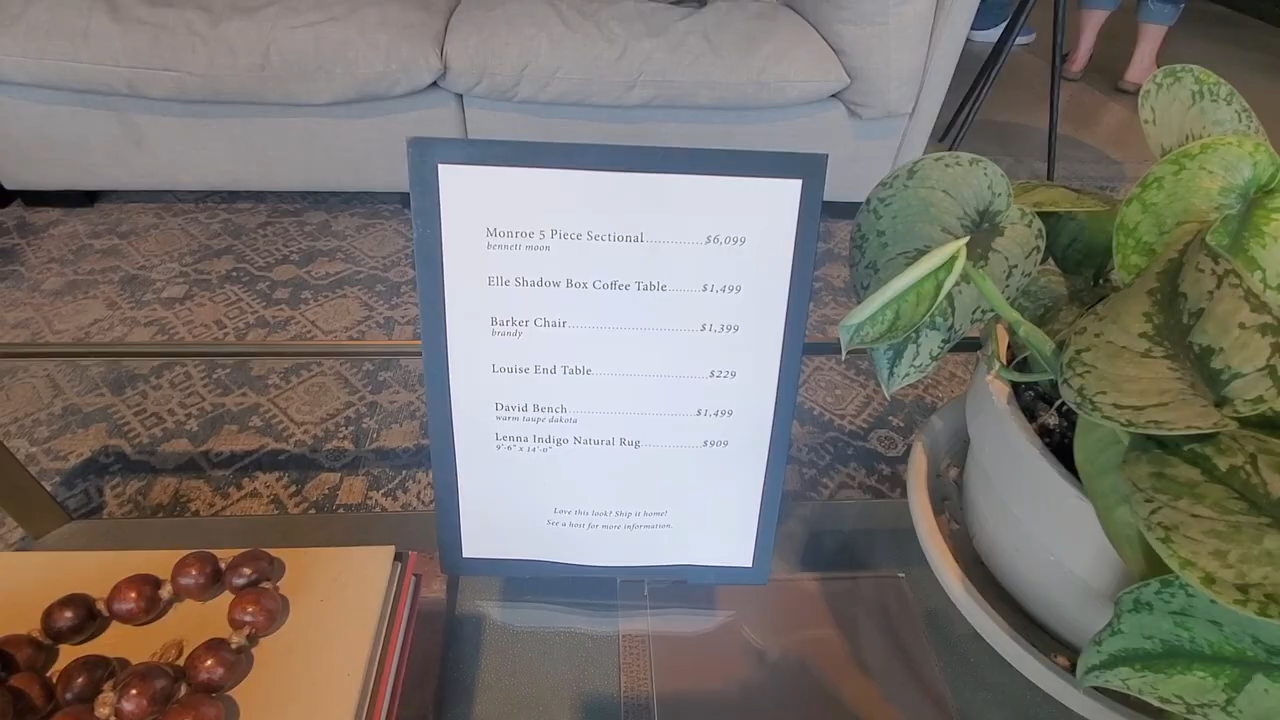 Monroe 5 Piece Sectional.............$6,099
bennett moon
Elle Shadow Box Coffee Table........$1,499
Barker Chair..............................$1,399
brandy
Louise End Table..........................$229
David Bench.............................$1,499
warm taupe dakota
Lenna Indigo Natural Rug..............$909
9'-6" x 14'-0"
Love this look? Ship it home!
See a host for more information.